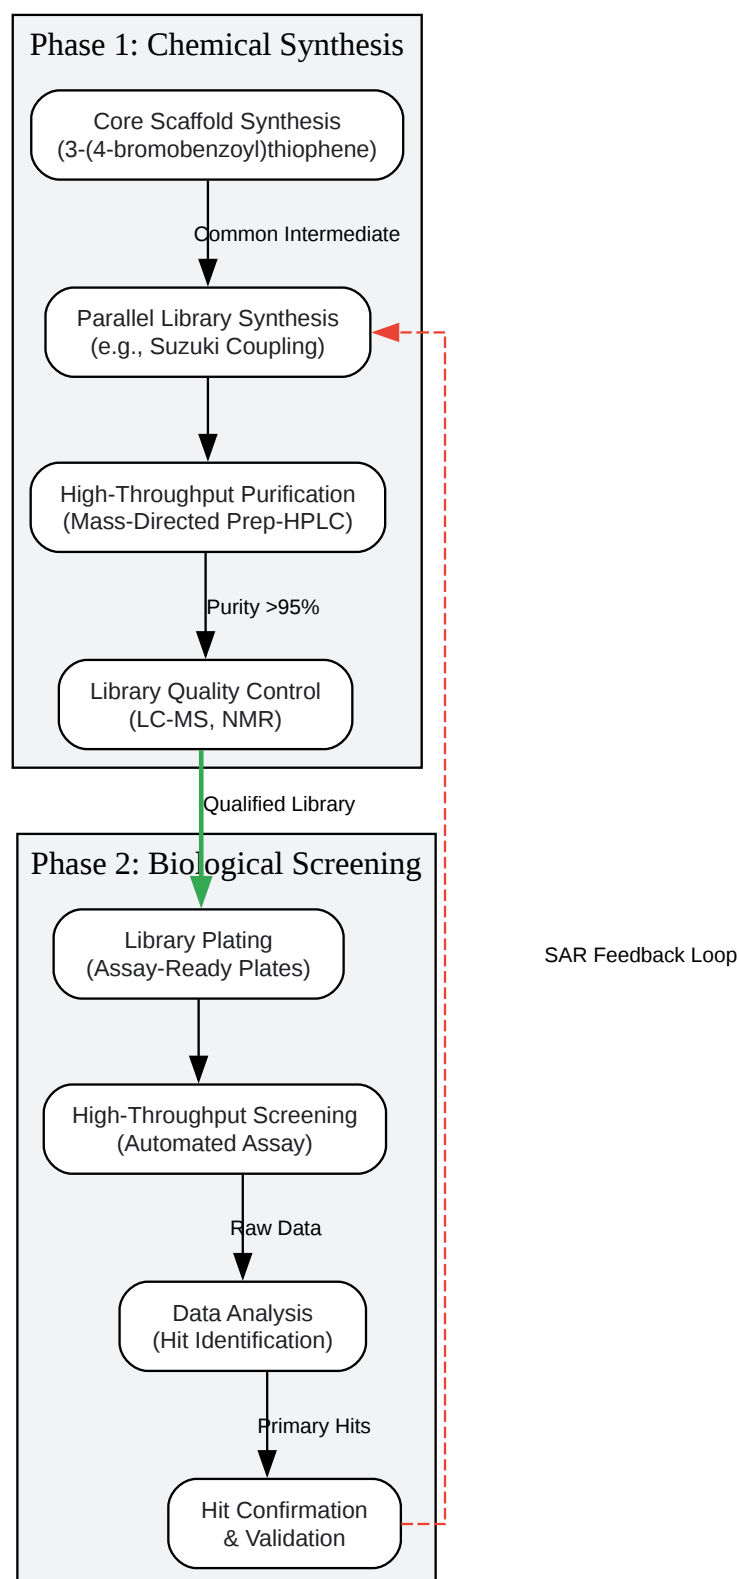 Phase 1: Chemical Synthesis
Core Scaffold Synthesis
(3-(4-bromobenzoyl)thiophene)
Common Intermediate
Parallel Library Synthesis
(e.g., Suzuki Coupling)
High-Throughput Purification
(Mass-Directed Prep-HPLC)
Purity >95%
Library Quality Control
(LC-MS, NMR)
Qualified Library
Phase 2: Biological Screening
Library Plating
(Assay-Ready Plates)
SAR Feedback Loop
High-Throughput Screening
(Automated Assay)
Raw Data
Data Analysis
(Hit Identification)
Primary Hits
Hit Confirmation
& Validation